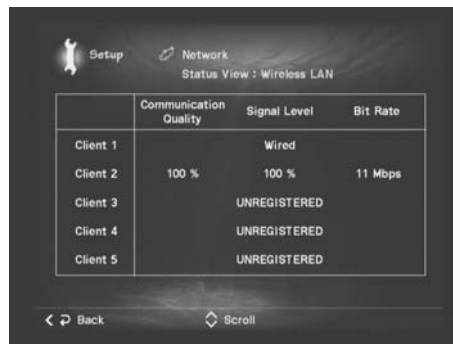 Setup Network
Status View : Wireless LAN
Communication Quality Signal Level Bit Rate
Client 1 Wired
Client 2 100 % 100 % 11 Mbps
Client 3 UNREGISTERED
Client 4 UNREGISTERED
Client 5 UNREGISTERED
Back Scroll